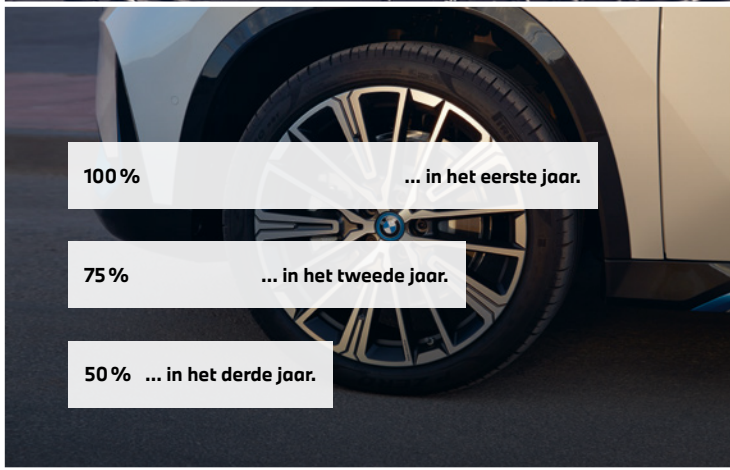 100 % ... in het eerste jaar.
75 % ... in het tweede jaar.
50 % ... in het derde jaar.